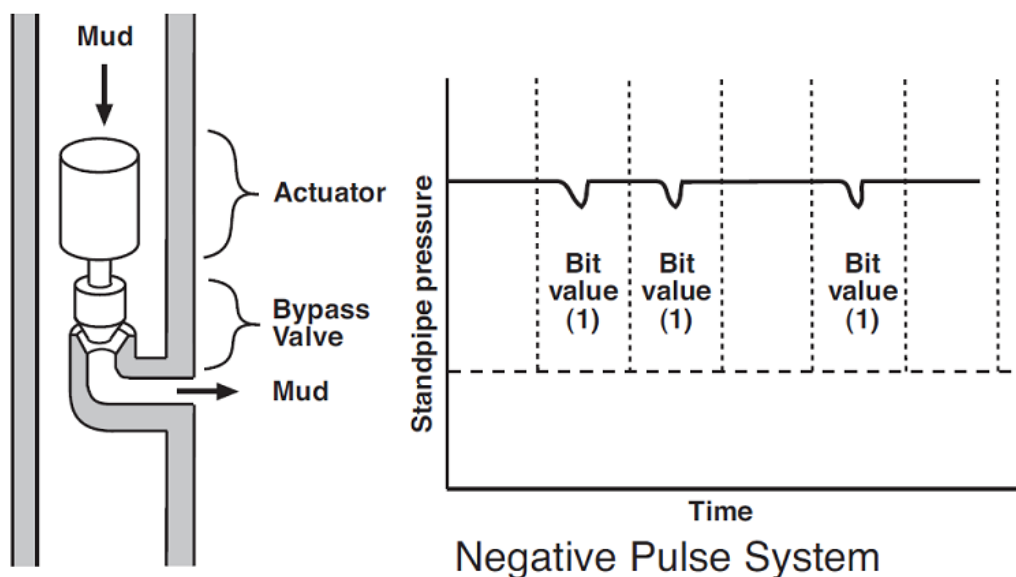 Mud
Actuator
Bypass
Valve
Mud
Standpipe pressure
Bit
value
(1)
Bit
value
(1)
Bit
value
(1)
Time
Negative Pulse System